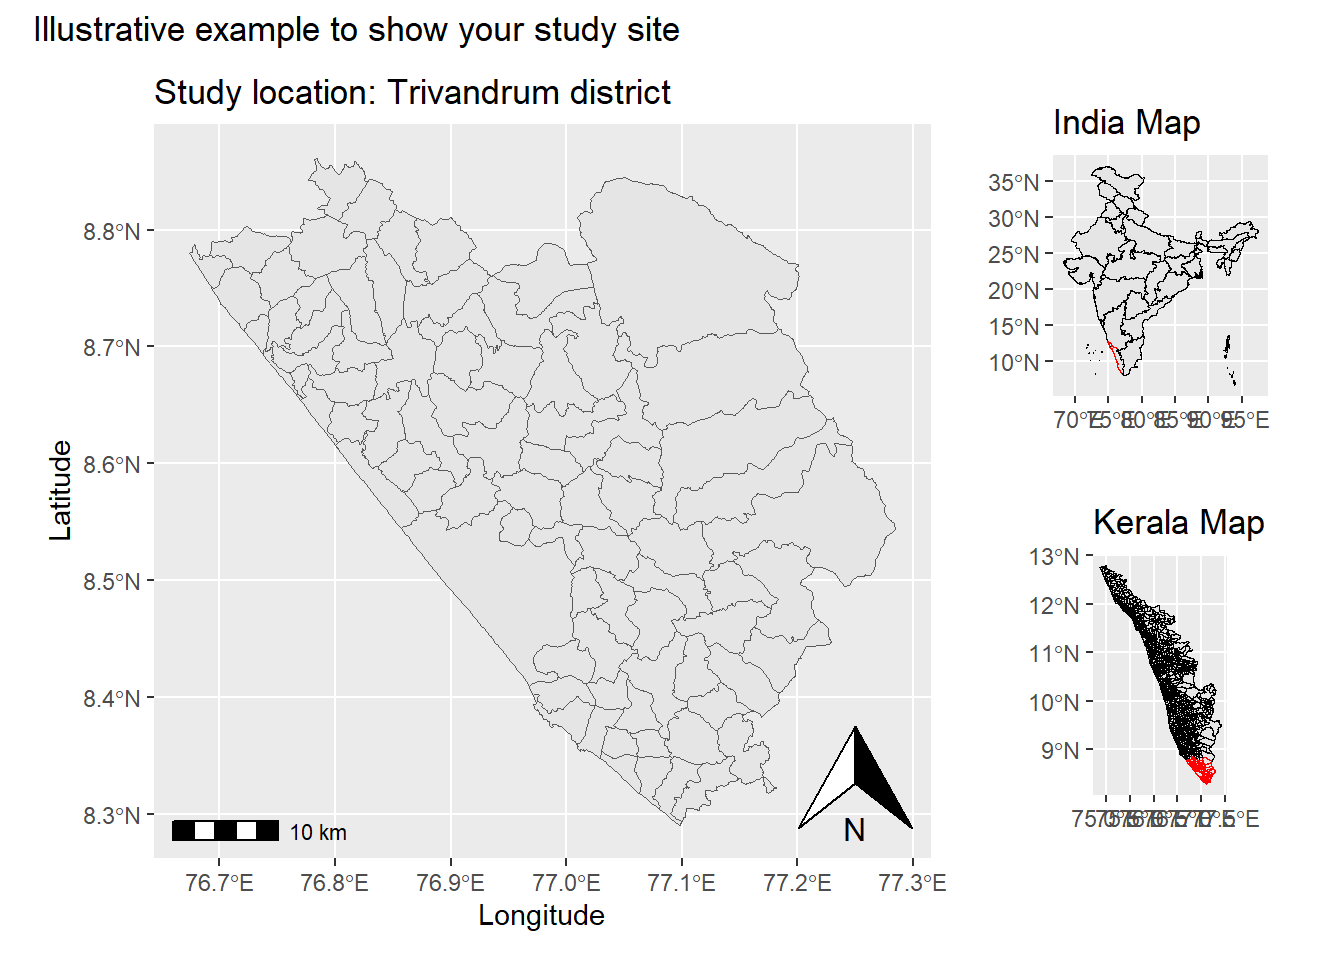 Illustrative example to show your study site
Study location: Trivandrum district
8.8°N
8.7°N
8.6°N
8.5°N
8.4°N
8.3°N
Latitude
10 km
N
76.7°E 76.8°E 76.9°E 77.0°E 77.1°E 77.2°E 77.3°E
Longitude
India Map
35°N
30°N
25°N
20°N
15°N
10°N
70°E 75°E 80°E 85°E 90°E 95°E
Kerala Map
13°N
12°N
11°N
10°N
9°N